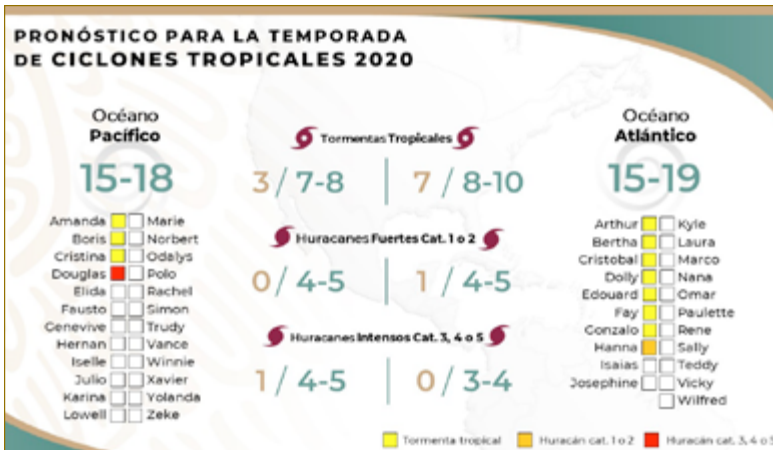 PRONÓSTICO PARA LA TEMPORADA
DE CICLONES TROPICALES 2020
Océano
Pacífico
15-18
Amanda Marie
Boris Norbert
Cristina Odalys
Douglas Polo
Elida Rachel
Fausto Simon
Genevive Trudy
Hernan Vance
Iselle Winnie
Julio Xavier
Karina Yolanda
Lowell Zeke
Tormentas Tropicales
3 / 7-8 7 / 8-10
Huracanes Fuertes Cat. 1 o 2
0 / 4-5 1 / 4-5
Huracanes Intensos Cat. 3, 4 o 5
1 / 4-5 0 / 3-4
Océano
Atlántico
15-19
Arthur Kyle
Bertha Laura
Cristobal Marco
Dolly Nana
Edouard Omar
Fay Paulette
Gonzalo Rene
Hanna Sally
Isaias Teddy
Josephine Vicky
Wilfred
Tormenta tropical Huracán cat. 1 o 2 Huracán cat. 3, 4 o 5